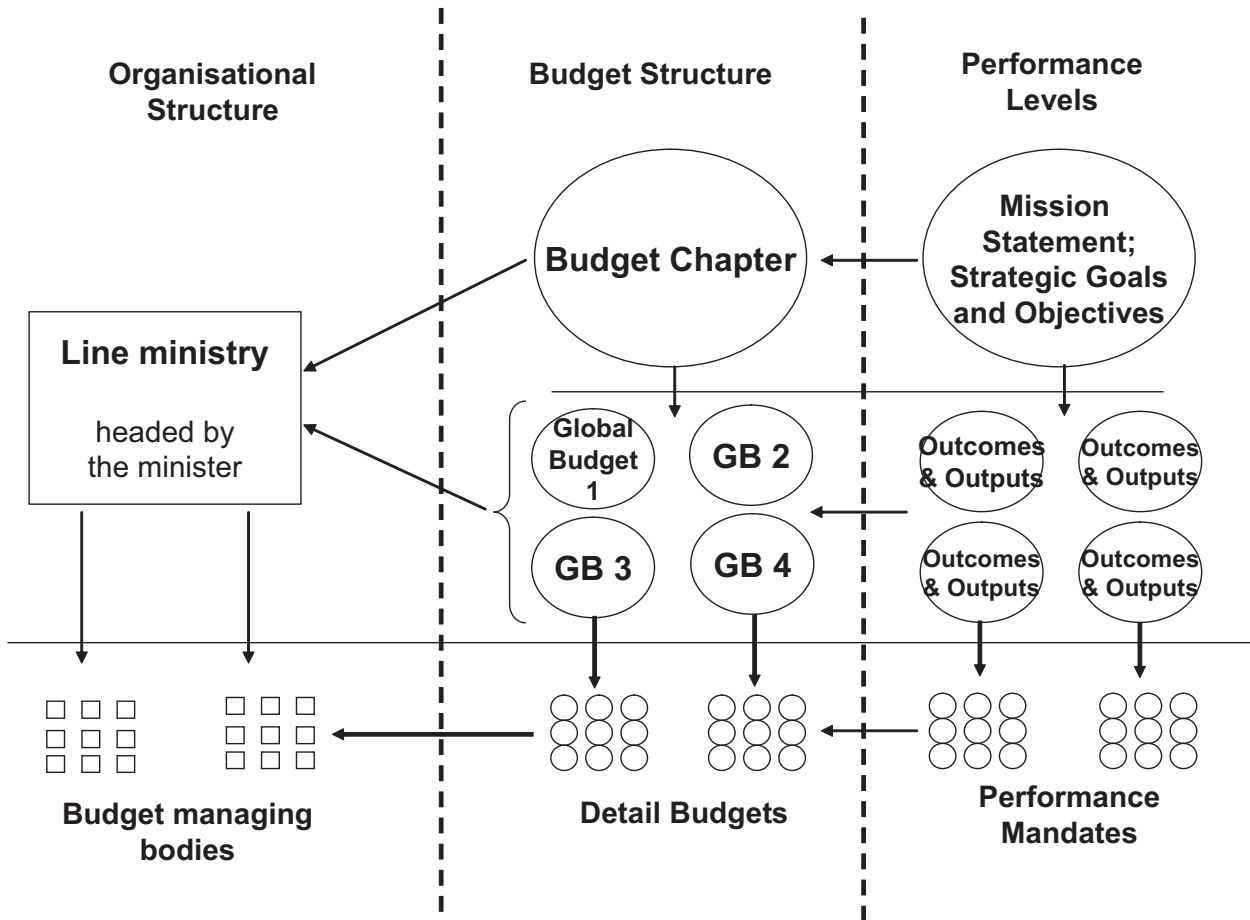 Organisational
Structure
Budget Structure
Performance
Levels
Budget Chapter
Mission
Statement;
Strategic Goals
and Objectives
Line ministry
headed by
the minister
Global
Budget
1
GB 2
GB 3
GB 4
Outcomes
& Outputs
Outcomes
& Outputs
Outcomes
& Outputs
Outcomes
& Outputs
Budget managing
bodies
Detail Budgets
Performance
Mandates